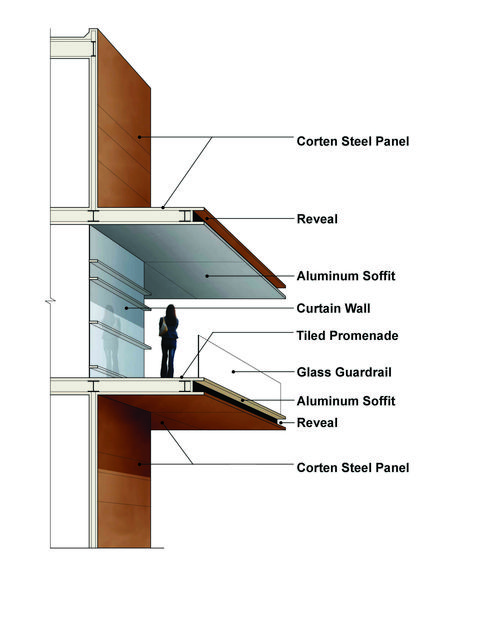 Corten Steel Panel
Reveal
Aluminum Soffit
Curtain Wall
Tiled Promenade
Glass Guardrail
Aluminum Soffit
Reveal
Corten Steel Panel